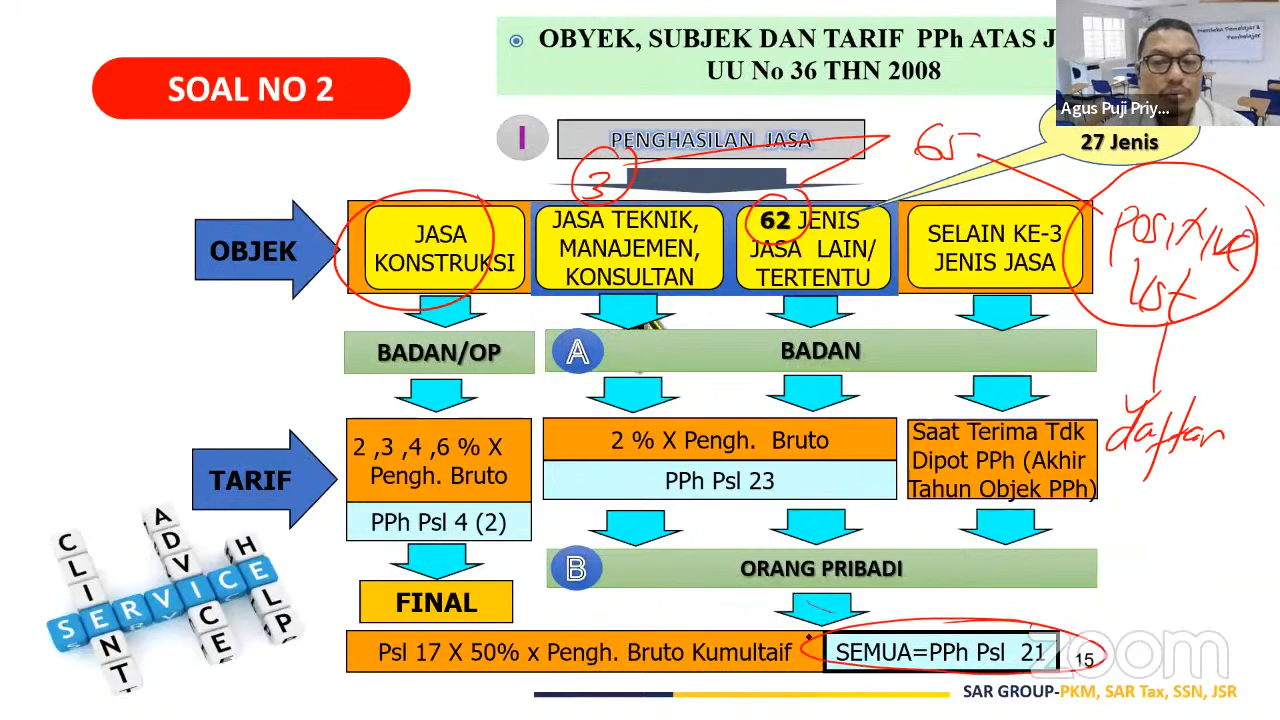 OBYEK, SUBJEK DAN TARIF PPh ATAS J
UU No 36 THN 2008
SOAL NO 2
Merdeka
Agus Puji Priy...
I
PENGHASILAN JASA
65
27 Jenis
3
OBJEK
JASA
KONSTRUKSI
JASA TEKNIK,
MANAJEMEN,
KONSULTAN
62 JENIS
JASA LAIN/
TERTENTU
SELAIN KE-3
JENIS JASA
positive
list
daftar
BADAN/OP
A
BADAN
TARIF
2 ,3 ,4 ,6 % X
Pengh. Bruto
PPh Psl 4 (2)
2 % X Pengh. Bruto
PPh Psl 23
Saat Terima Tdk
Dipot PPh (Akhir
Tahun Objek PPh)
B
ORANG PRIBADI
FINAL
Psl 17 X 50% x Pengh. Bruto Kumultaif
SEMUA=PPh Psl 21
zoom
15
CLIENT
ADVICE
HELP
SERVICE
SAR GROUP-PKM, SAR Tax, SSN, JSR